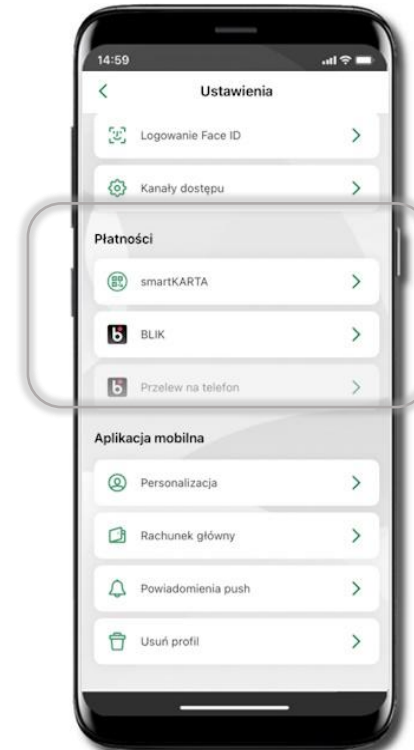 14:59
Ustawienia
Logowanie Face ID
Kanały dostępu
Płatności
smartKARTA
BLIK
Przelew na telefon
Aplikacja mobilna
Personalizacja
Rachunek główny
Powiadomienia push
Usuń profil